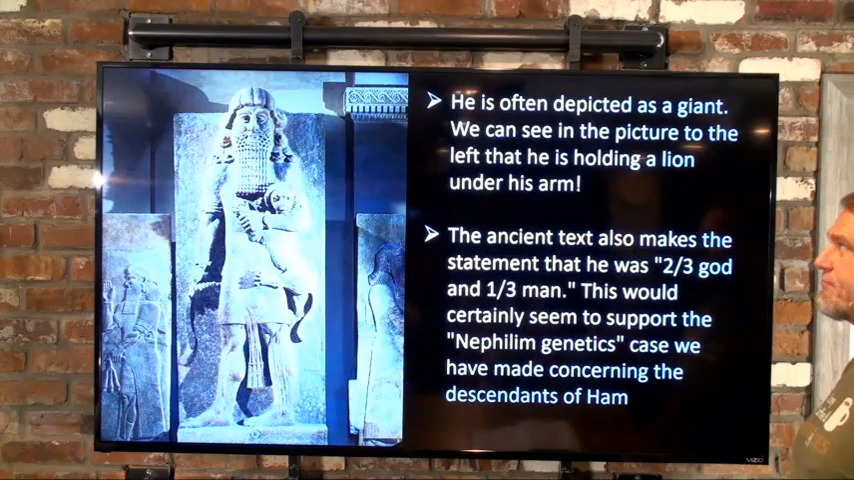 ➢ He is often depicted as a giant.
We can see in the picture to the
left that he is holding a lion
under his arm!
➢ The ancient text also makes the
statement that he was "2/3 god
and 1/3 man." This would
certainly seem to support the
"Nephilim genetics" case we
have made concerning the
descendants of Ham
VIZIO